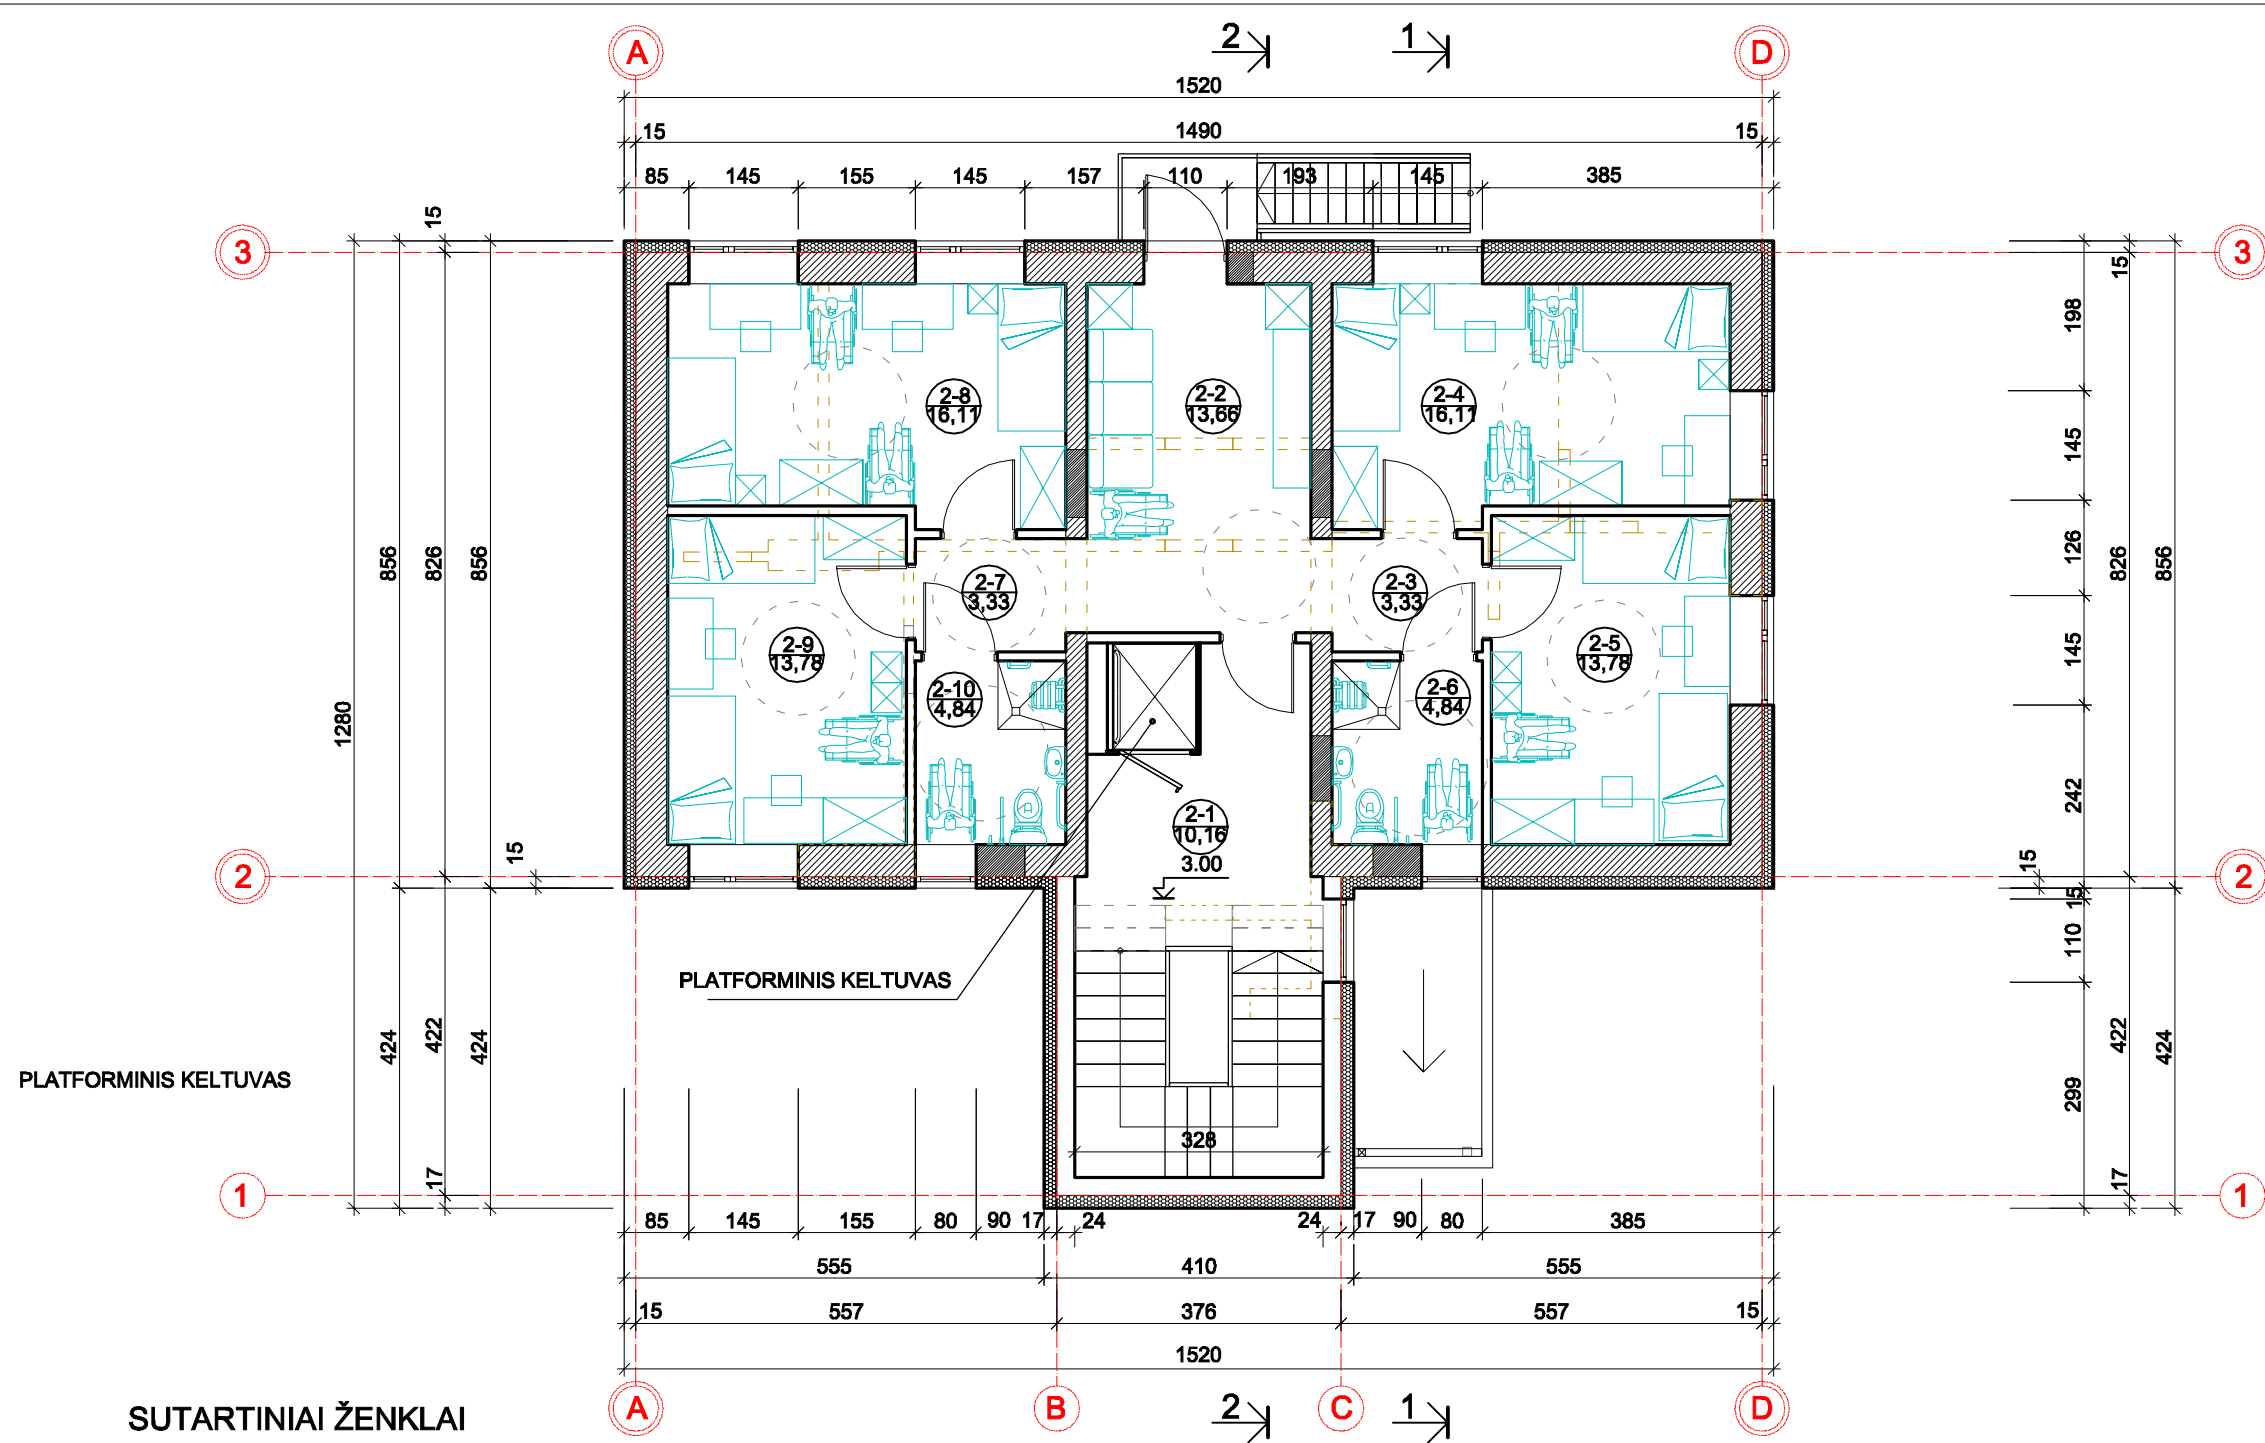 2 1
A D
1520
15 1490 15
85 145 155 145 157 110 193 145 385
15
3 3
15
198
2-8 2-2 2-4
16,11 13,66 16,11
145
856 826 856
126 826 856
2-7 2-3
3,33 3,33
2-9 2-5
13,78 13,78
145
2-10 2-6
4,84 4,84
1280
242
2-1
10,16
3.00
15 15
2 2
15
110
PLATFORMINIS KELTUVAS
424 422 424
422 424
PLATFORMINIS KELTUVAS
299
328
17 17
1 1
85 145 155 80 90 17 24 24 17 90 80 385
555 410 555
15 557 376 557 15
1520
A B 2 C 1 D
SUTARTINIAI ŽENKLAI